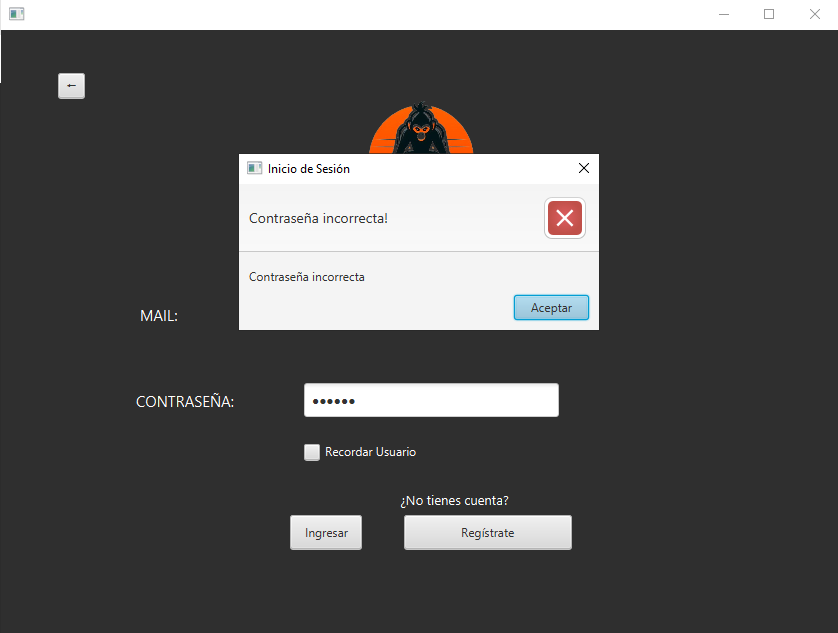 ←
Inicio de Sesión
Contraseña incorrecta!
Contraseña incorrecta
Aceptar
MAIL:
CONTRASEÑA:
••••••
Recordar Usuario
¿No tienes cuenta?
Ingresar
Regístrate